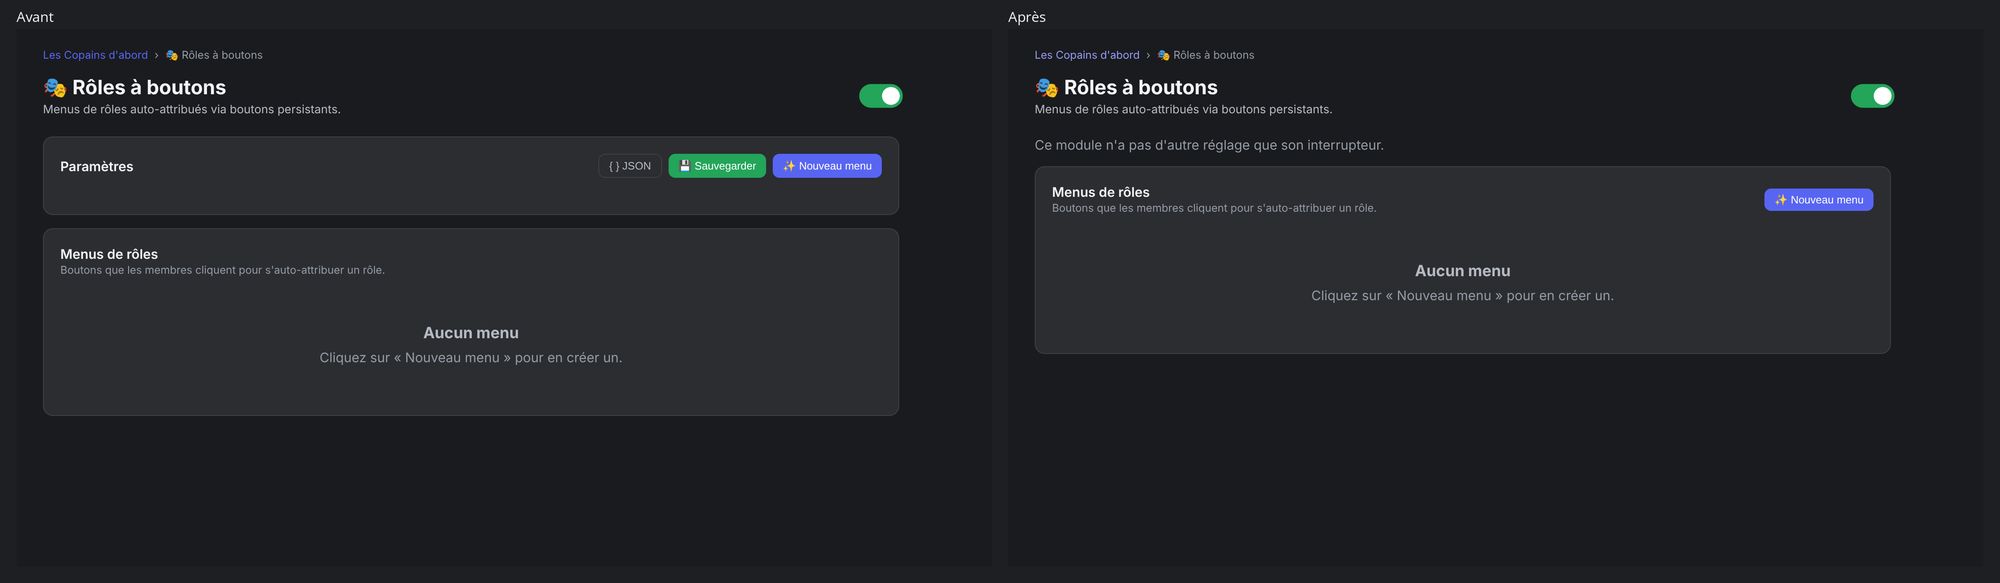 Avant
Les Copains d'abord › 🎭 Rôles à boutons
🎭 Rôles à boutons
Menus de rôles auto-attribués via boutons persistants.
Paramètres
{ } JSON
💾 Sauvegarder
✨ Nouveau menu
Menus de rôles
Boutons que les membres cliquent pour s'auto-attribuer un rôle.
Aucun menu
Cliquez sur « Nouveau menu » pour en créer un.
Après
Les Copains d'abord › 🎭 Rôles à boutons
🎭 Rôles à boutons
Menus de rôles auto-attribués via boutons persistants.
Ce module n'a pas d'autre réglage que son interrupteur.
Menus de rôles
Boutons que les membres cliquent pour s'auto-attribuer un rôle.
✨ Nouveau menu
Aucun menu
Cliquez sur « Nouveau menu » pour en créer un.